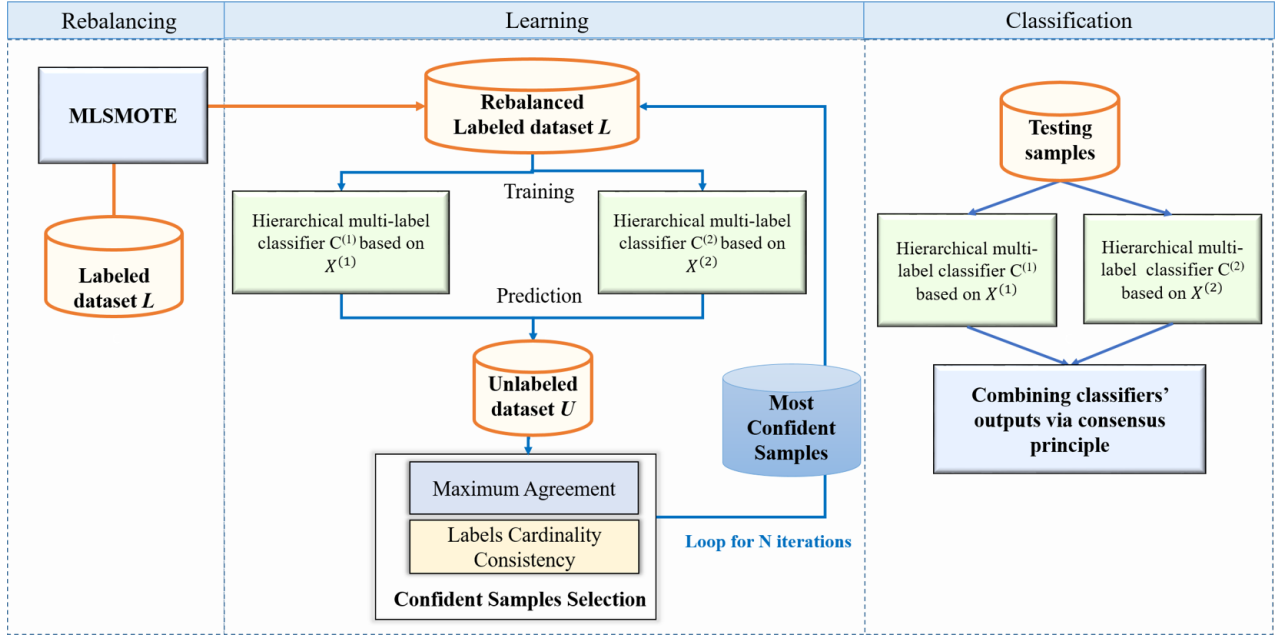 Rebalancing
Learning
Classification
MLSMOTE
Labeled
dataset L
Rebalanced
Labeled dataset L
Training
Hierarchical multi-label
classifier C⁽¹⁾ based on
X⁽¹⁾
Hierarchical multi-label
classifier C⁽²⁾ based on
X⁽²⁾
Prediction
Unlabeled
dataset U
Maximum Agreement
Labels Cardinality
Consistency
Confident Samples Selection
Most
Confident
Samples
Loop for N iterations
Testing
samples
Hierarchical multi-
label classifier C⁽¹⁾
based on X⁽¹⁾
Hierarchical multi-
label classifier C⁽²⁾
based on X⁽²⁾
Combining classifiers’
outputs via consensus
principle